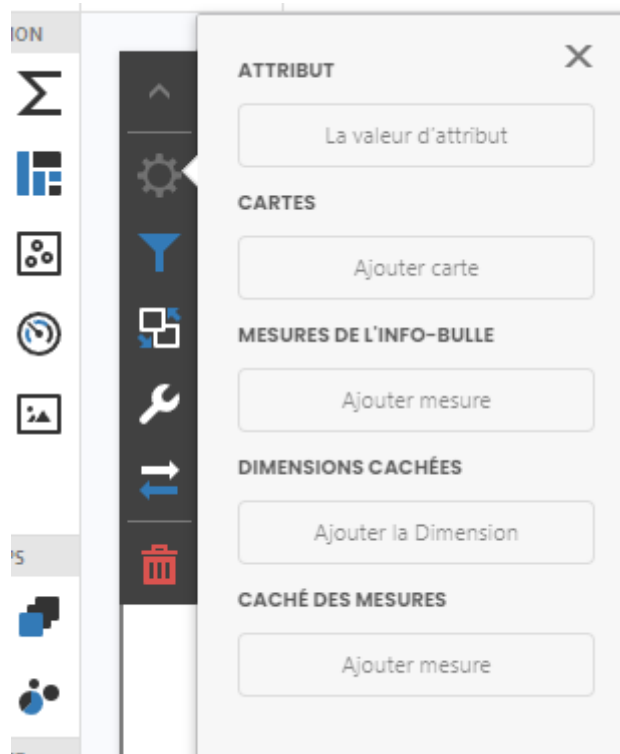 ION
ATTRIBUT
La valeur d'attribut
CARTES
Ajouter carte
MESURES DE L'INFO-BULLE
Ajouter mesure
DIMENSIONS CACHÉES
Ajouter la Dimension
CACHÉ DES MESURES
Ajouter mesure